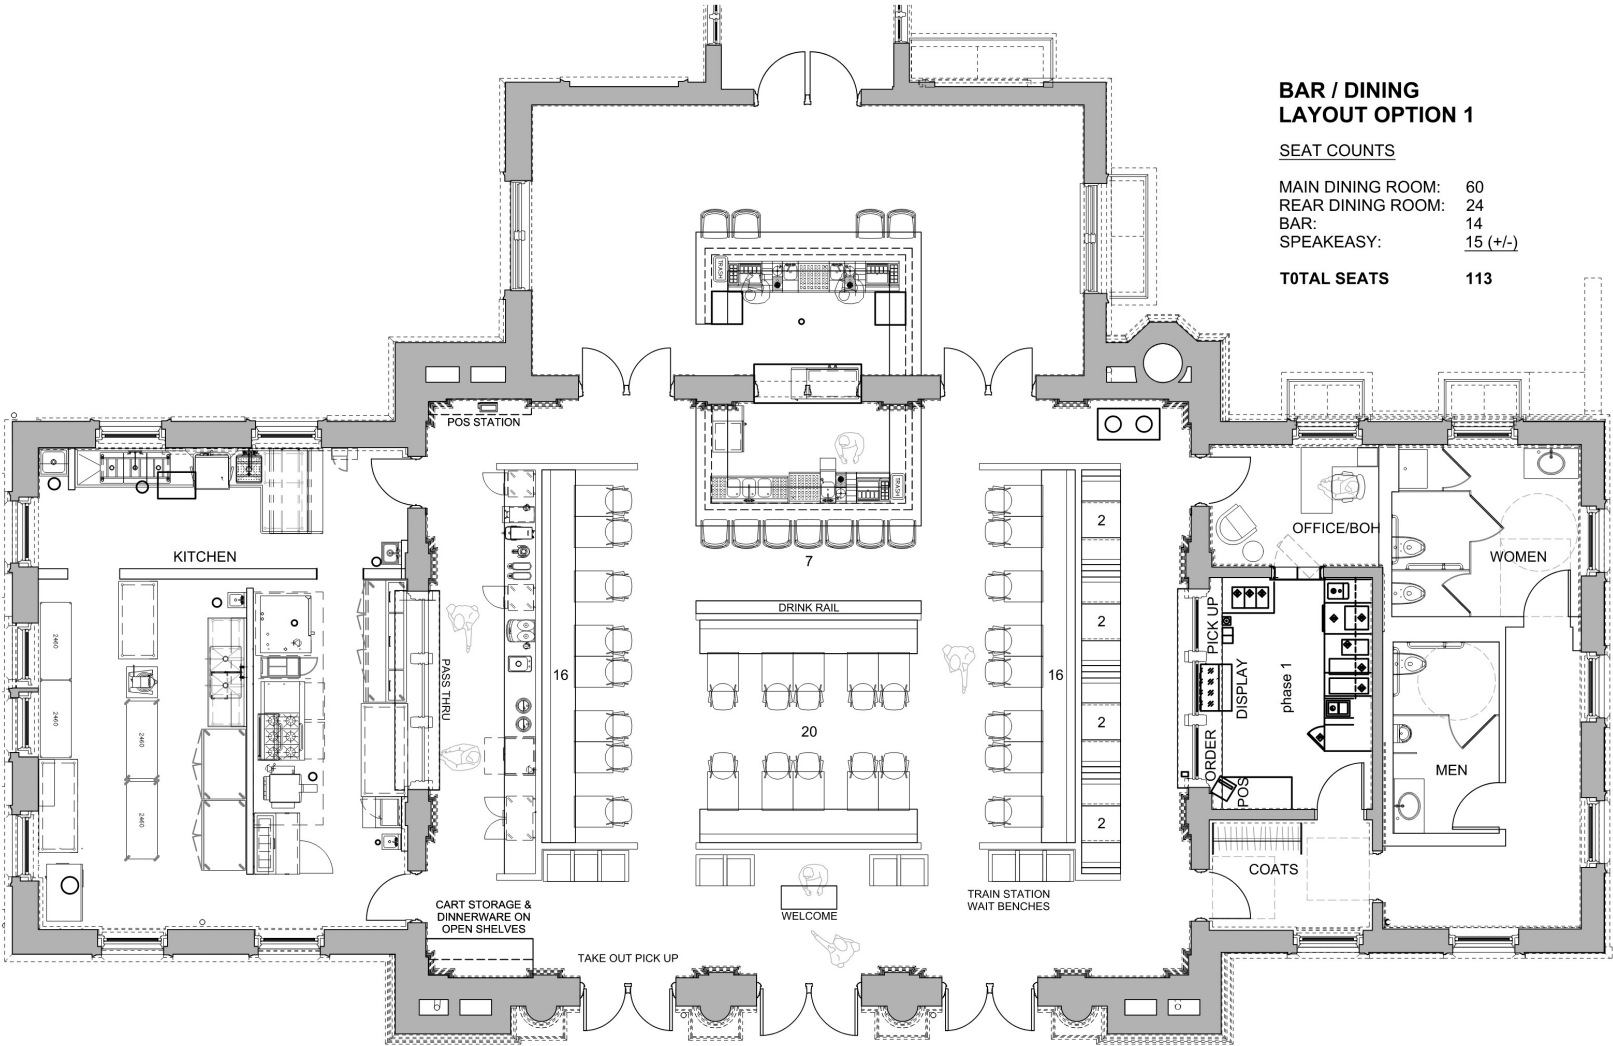 BAR / DINING
LAYOUT OPTION 1
SEAT COUNTS
MAIN DINING ROOM: 60
REAR DINING ROOM: 24
BAR: 14
SPEAKEASY: 15 (+/-)
T0TAL SEATS 113
TRASH
POS STATION
TRASH
KITCHEN
OFFICE/BOH
WOMEN
2
7
DRINK RAIL
PICK UP
2
2460
16
PASS THRU
16
DISPLAY
phase 1
2460
2460
20
2
ORDER
MEN
POS
2460
2
COATS
TRAIN STATION
WAIT BENCHES
CART STORAGE &
DINNERWARE ON
OPEN SHELVES
WELCOME
TAKE OUT PICK UP